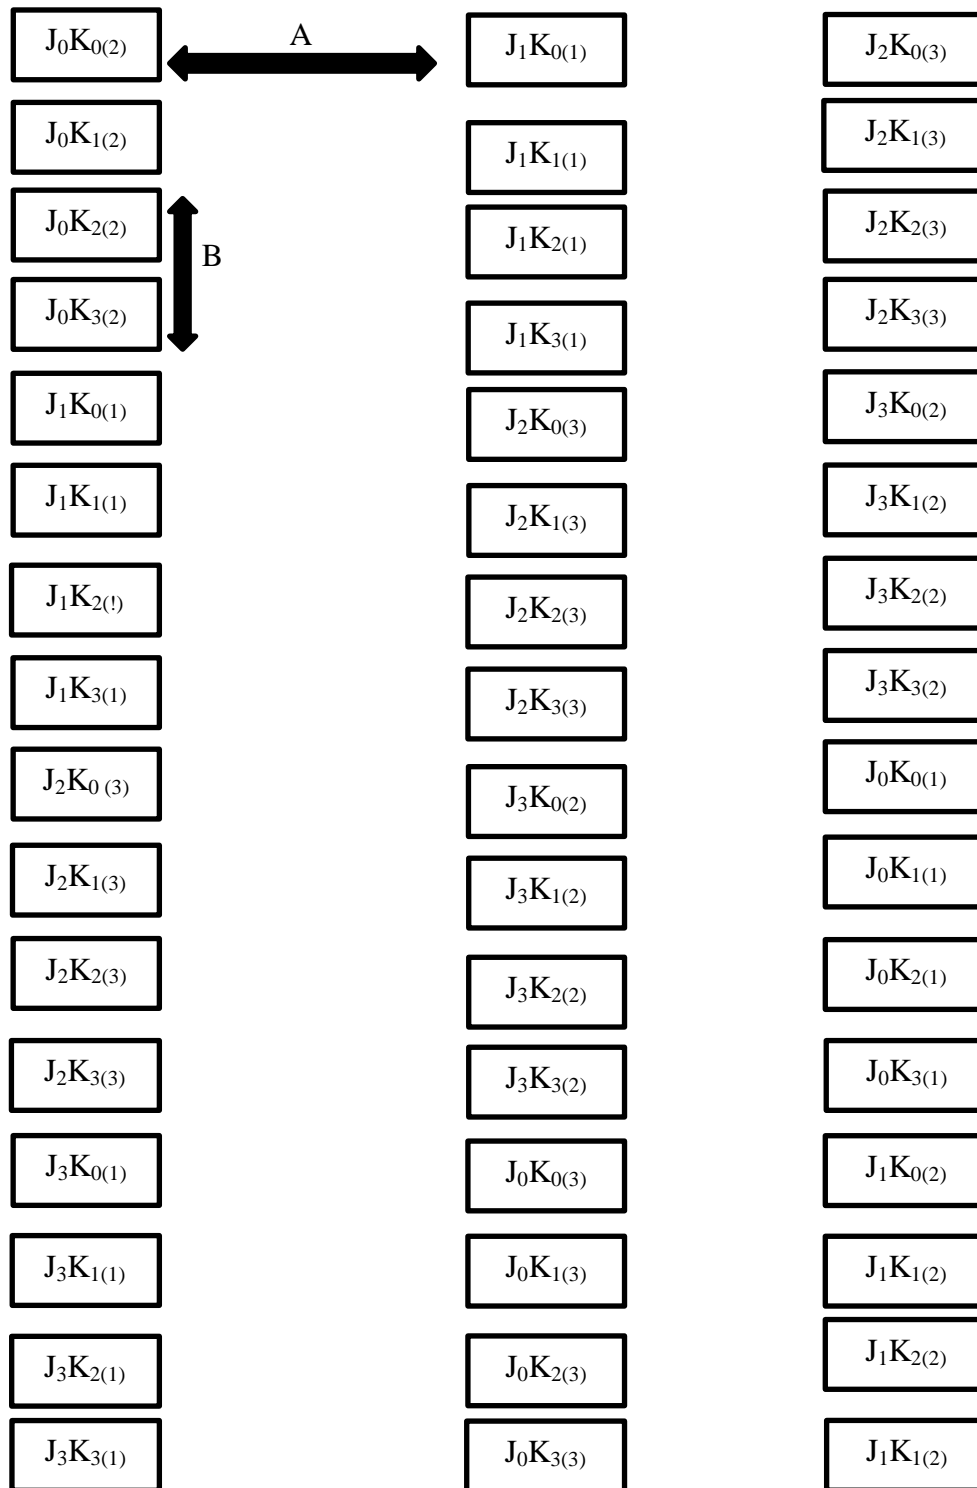 A
J₀K₀₍₂₎ J₁K₀₍₁₎ J₂K₀₍₃₎
J₀K₁₍₂₎ J₁K₁₍₁₎ J₂K₁₍₃₎
J₀K₂₍₂₎ J₁K₂₍₁₎ J₂K₂₍₃₎
B
J₀K₃₍₂₎ J₁K₃₍₁₎ J₂K₃₍₃₎
J₁K₀₍₁₎ J₂K₀₍₃₎ J₃K₀₍₂₎
J₁K₁₍₁₎ J₂K₁₍₃₎ J₃K₁₍₂₎
J₁K₂₍!₎ J₂K₂₍₃₎ J₃K₂₍₂₎
J₁K₃₍₁₎ J₂K₃₍₃₎ J₃K₃₍₂₎
J₂K₀ ₍₃₎ J₃K₀₍₂₎ J₀K₀₍₁₎
J₂K₁₍₃₎ J₃K₁₍₂₎ J₀K₁₍₁₎
J₂K₂₍₃₎ J₃K₂₍₂₎ J₀K₂₍₁₎
J₂K₃₍₃₎ J₃K₃₍₂₎ J₀K₃₍₁₎
J₃K₀₍₁₎ J₀K₀₍₃₎ J₁K₀₍₂₎
J₃K₁₍₁₎ J₀K₁₍₃₎ J₁K₁₍₂₎
J₃K₂₍₁₎ J₀K₂₍₃₎ J₁K₂₍₂₎
J₃K₃₍₁₎ J₀K₃₍₃₎ J₁K₁₍₂₎